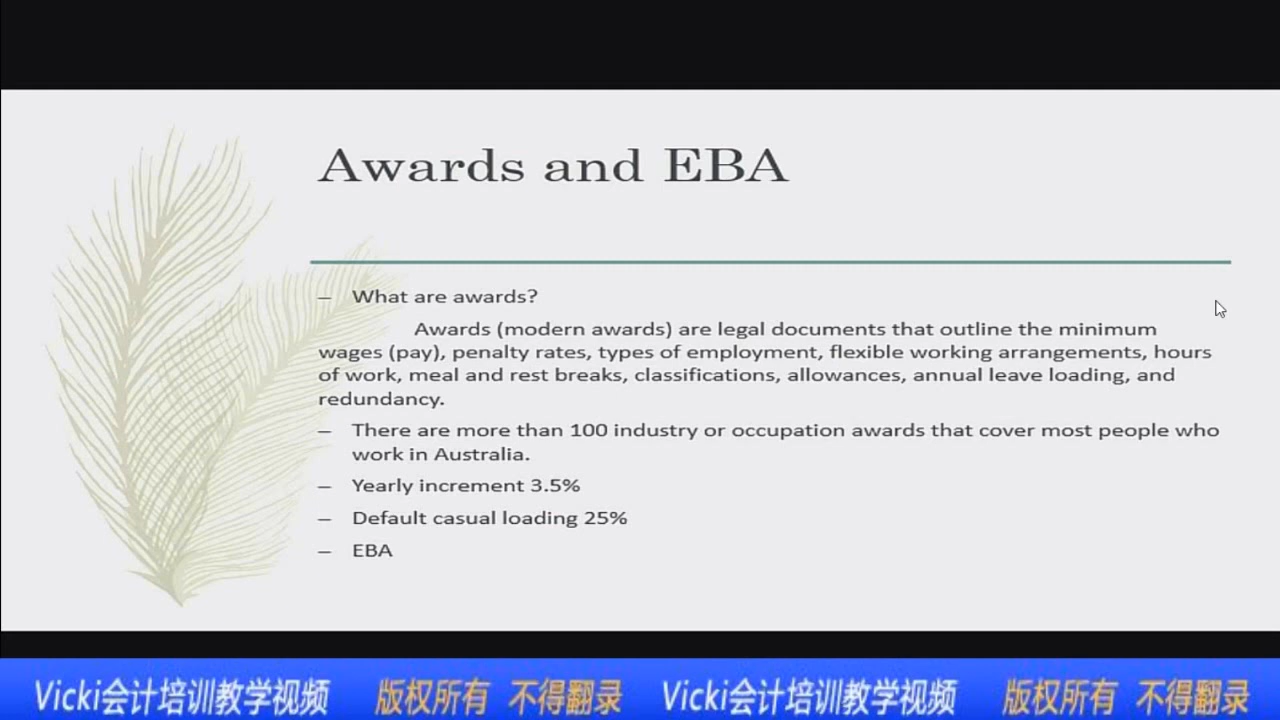 Awards and EBA
– What are awards?
Awards (modern awards) are legal documents that outline the minimum
wages (pay), penalty rates, types of employment, flexible working arrangements, hours
of work, meal and rest breaks, classifications, allowances, annual leave loading, and
redundancy.
– There are more than 100 industry or occupation awards that cover most people who
work in Australia.
– Yearly increment 3.5%
– Default casual loading 25%
– EBA
Vicki会计培训教学视频 版权所有 不得翻录 Vicki会计培训教学视频 版权所有 不得翻录